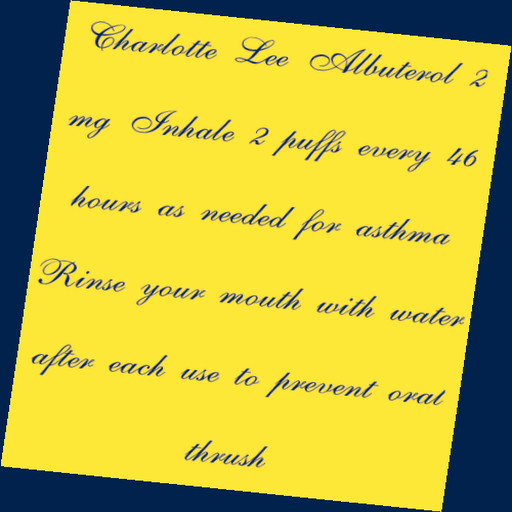 Charlotte Lee Albuterol 2
mg Inhale 2 puffs every 46
hours as needed for asthma
Rinse your mouth with water
after each use to prevent oral
thrush